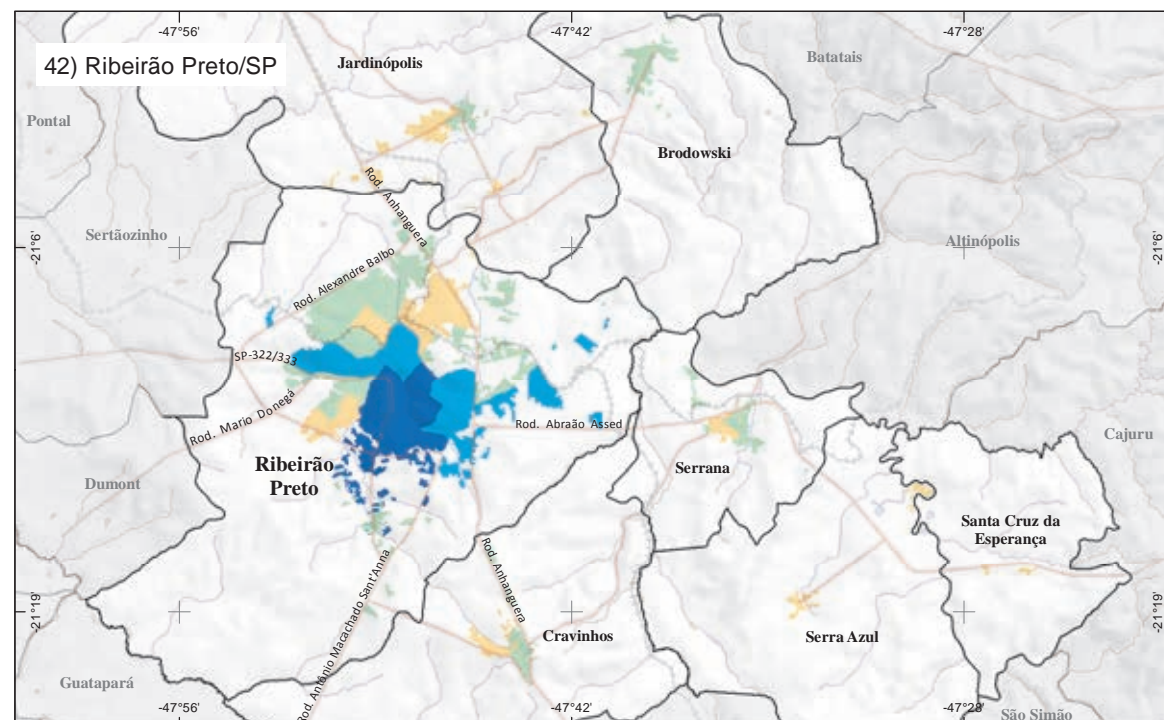 -47°56'
-47°42'
-47°28'
42) Ribeirão Preto/SP
Jardinópolis
Batatais
Pontal
Brodowski
Rod. Anhanguera
Sertãozinho
-21°6'
-21°6'
Altinópolis
Rod. Alexandre Balbo
SP-322/333
Rod. Mario Donegá
Rod. Abraão Assed
Cajuru
Ribeirão
Preto
Serrana
Dumont
Santa Cruz da
Esperança
Rod. Anhanguera
Rod. Antônio Macachado Sant'Anna
-21°19'
-21°19'
Cravinhos
Serra Azul
Guatapará
-47°56'
-47°42'
-47°28'
São Simão